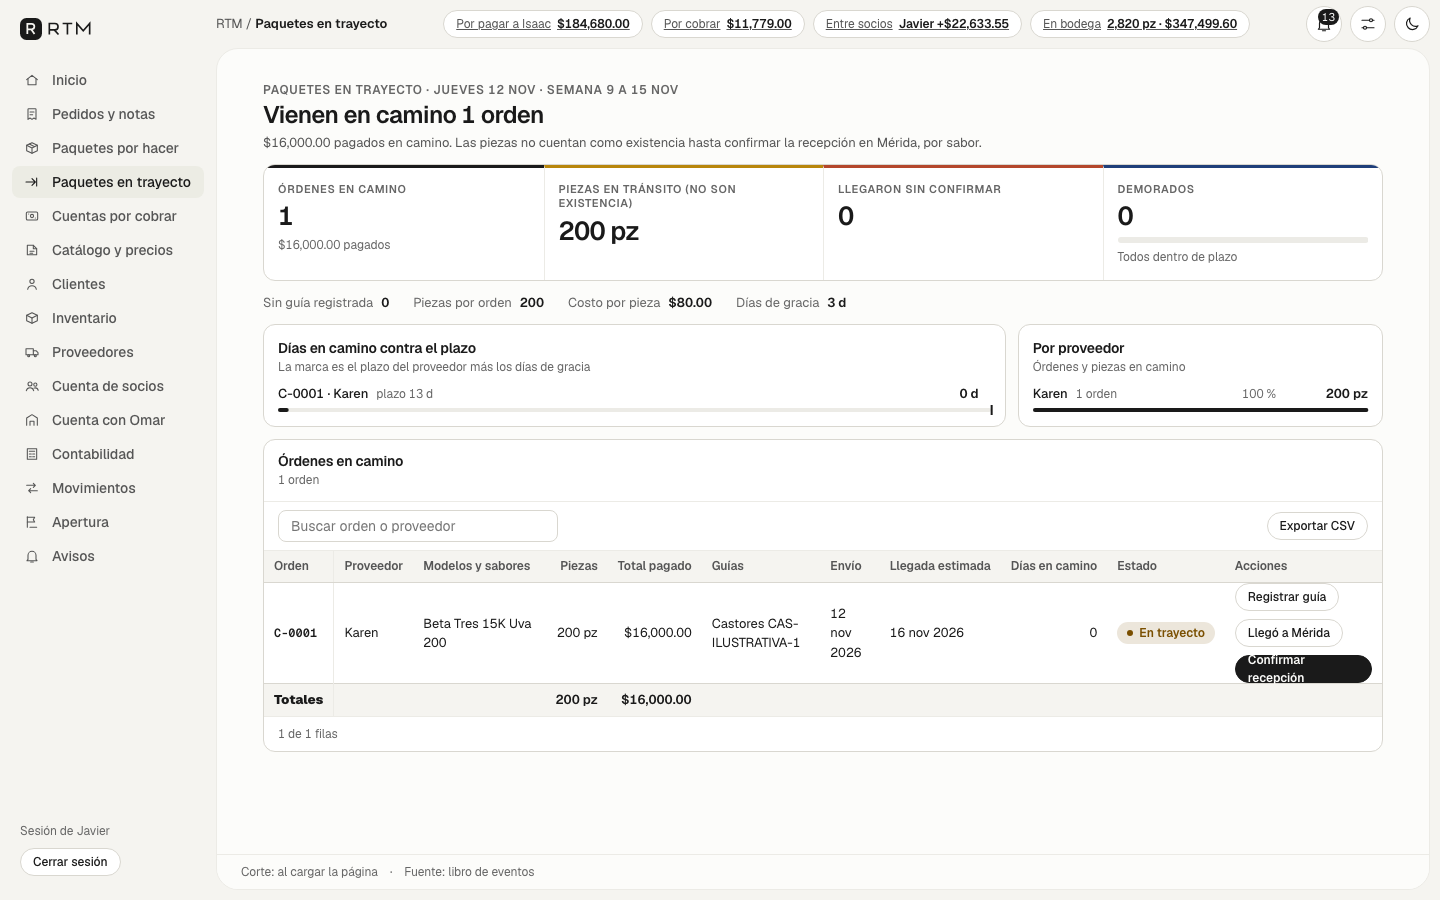 R RTM
RTM / Paquetes en trayecto
Por pagar a Isaac $184,680.00
Por cobrar $11,779.00
Entre socios Javier +$22,633.55
En bodega 2,820 pz · $347,499.60
13
Inicio
Pedidos y notas
Paquetes por hacer
Paquetes en trayecto
Cuentas por cobrar
Catálogo y precios
Clientes
Inventario
Proveedores
Cuenta de socios
Cuenta con Omar
Contabilidad
Movimientos
Apertura
Avisos
Sesión de Javier
Cerrar sesión
PAQUETES EN TRAYECTO · JUEVES 12 NOV · SEMANA 9 A 15 NOV
Vienen en camino 1 orden
$16,000.00 pagados en camino. Las piezas no cuentan como existencia hasta confirmar la recepción en Mérida, por sabor.
ÓRDENES EN CAMINO
1
$16,000.00 pagados
PIEZAS EN TRÁNSITO (NO SON
EXISTENCIA)
200 pz
LLEGARON SIN CONFIRMAR
0
DEMORADOS
0
Todos dentro de plazo
Sin guía registrada 0 Piezas por orden 200 Costo por pieza $80.00 Días de gracia 3 d
Días en camino contra el plazo
La marca es el plazo del proveedor más los días de gracia
C-0001 · Karen plazo 13 d 0 d
Por proveedor
Órdenes y piezas en camino
Karen 1 orden 100 % 200 pz
Órdenes en camino
1 orden
Buscar orden o proveedor
Exportar CSV
Orden Proveedor Modelos y sabores Piezas Total pagado Guías Envío Llegada estimada Días en camino Estado Acciones
C-0001
Karen
Beta Tres 15K Uva
200
200 pz
$16,000.00
Castores CAS-
ILUSTRATIVA-1
12
nov
2026
16 nov 2026
0
En trayecto
Registrar guía
Llegó a Mérida
Confirmar
recepción
Totales 200 pz $16,000.00
1 de 1 filas
Corte: al cargar la página · Fuente: libro de eventos